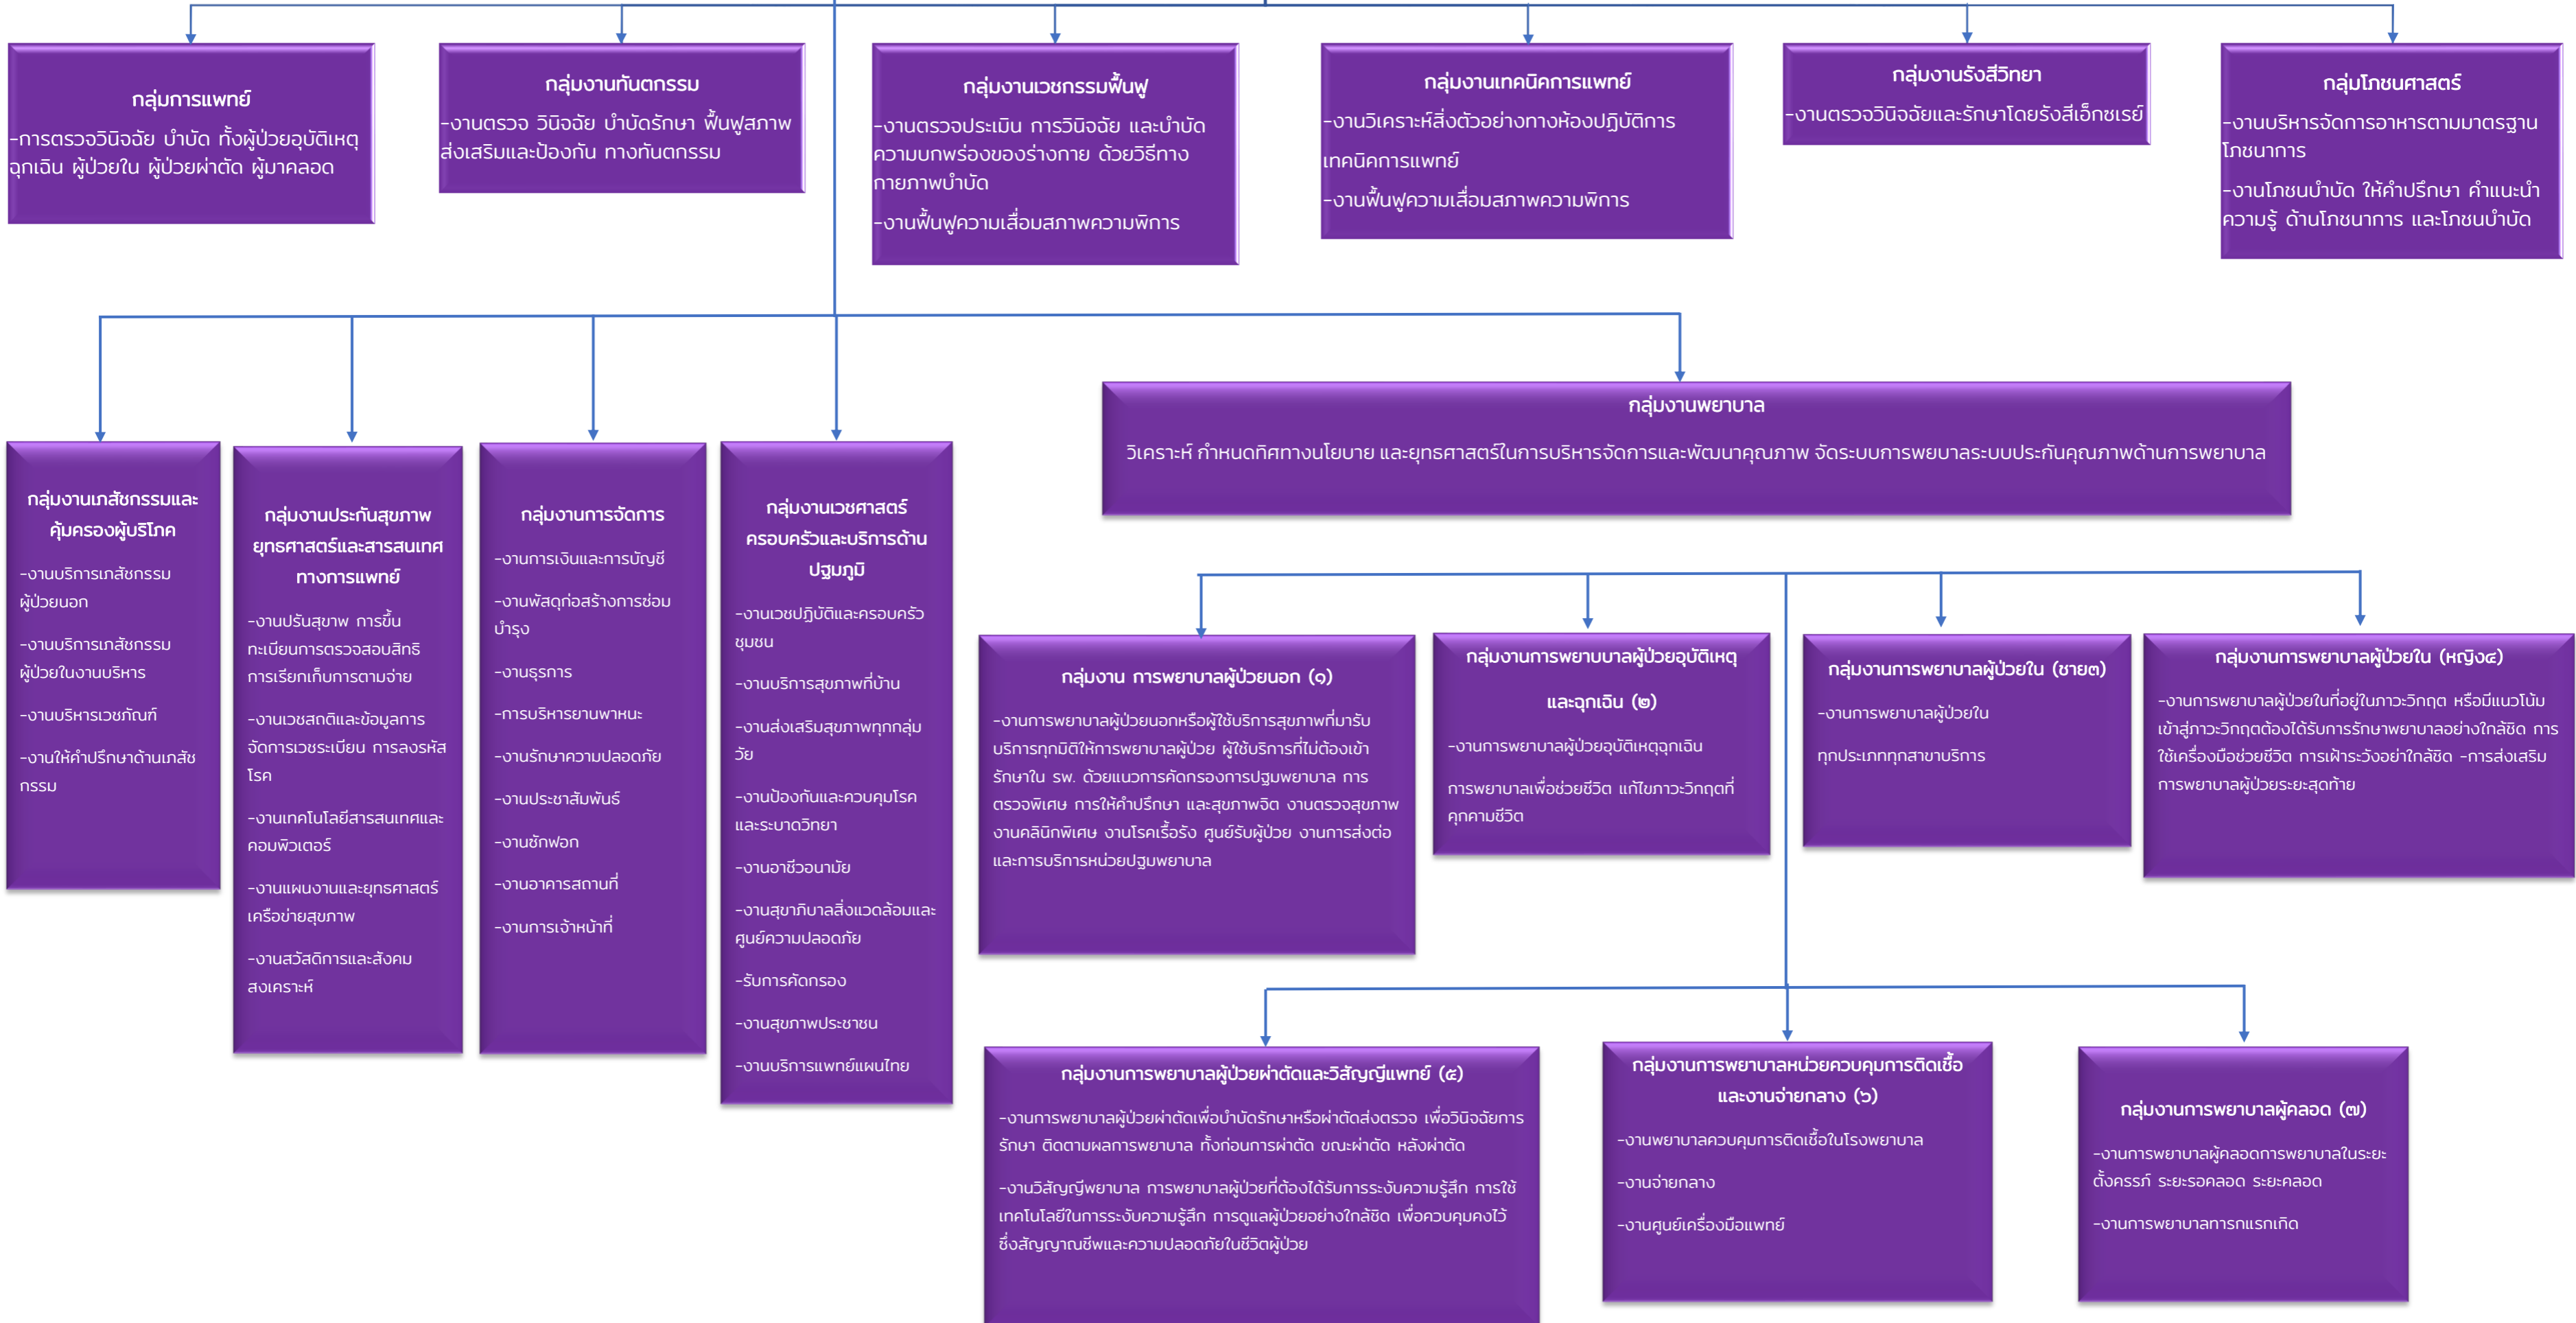 กลุ่มการแพทย์
-การตรวจวินิจฉัย บำบัด ทั้งผู้ป่วยอุบัติเหตุ
ฉุกเฉิน ผู้ป่วยใน ผู้ป่วยผ่าตัด ผู้มาคลอด
กลุ่มงานทันตกรรม
-งานตรวจ วินิจฉัย บำบัดรักษา ฟื้นฟูสภาพ
ส่งเสริมและป้องกัน ทางทันตกรรม
กลุ่มงานเวชกรรมฟื้นฟู
-งานตรวจประเมิน การวินิจฉัย และบำบัด
ความบกพร่องของร่างกาย ด้วยวิธีทาง
กายภาพบำบัด
-งานฟื้นฟูความเสื่อมสภาพความพิการ
กลุ่มงานเทคนิคการแพทย์
-งานวิเคราะห์สิ่งตัวอย่างทางห้องปฏิบัติการ
เทคนิคการแพทย์
-งานฟื้นฟูความเสื่อมสภาพความพิการ
กลุ่มงานรังสีวิทยา
-งานตรวจวินิจฉัยและรักษาโดยรังสีเอ็กซเรย์
กลุ่มโภชนศาสตร์
-งานบริหารจัดการอาหารตามมาตรฐาน
โภชนาการ
-งานโภชนบำบัด ให้คำปรึกษา คำแนะนำ
ความรู้ ด้านโภชนาการ และโภชนบำบัด
กลุ่มงานเภสัชกรรมและ
คุ้มครองผู้บริโภค
-งานบริการเภสัชกรรม
ผู้ป่วยนอก
-งานบริการเภสัชกรรม
ผู้ป่วยในงานบริหาร
-งานบริหารเวชภัณฑ์
-งานให้คำปรึกษาด้านเภสัช
กรรม
กลุ่มงานประกันสุขภาพ
ยุทธศาสตร์และสารสนเทศ
ทางการแพทย์
-งานปรันสุขาพ การขึ้น
ทะเบียนการตรวจสอบสิทธิ
การเรียกเก็บการตามจ่าย
-งานเวชสถติและข้อมูลการ
จัดการเวชระเบียน การลงรหัส
โรค
-งานเทคโนโลยีสารสนเทศและ
คอมพิวเตอร์
-งานแผนงานและยุทธศาสตร์
เครือข่ายสุขภาพ
-งานสวัสดิการและสังคม
สงเคราะห์
กลุ่มงานการจัดการ
-งานการเงินและการบัญชี
-งานพัสดุก่อสร้างการซ่อม
บำรุง
-งานธุรการ
-การบริหารยานพาหนะ
-งานรักษาความปลอดภัย
-งานประชาสัมพันธ์
-งานซักฟอก
-งานอาคารสถานที่
-งานการเจ้าหน้าที่
กลุ่มงานเวชศาสตร์
ครอบครัวและบริการด้าน
ปฐมภูมิ
-งานเวชปฏิบัติและครอบครัว
ชุมชน
-งานบริการสุขภาพที่บ้าน
-งานส่งเสริมสุขภาพทุกกลุ่ม
วัย
-งานป้องกันและควบคุมโรค
และระบาดวิทยา
-งานอาชีวอนามัย
-งานสุขาภิบาลสิ่งแวดล้อมและ
ศูนย์ความปลอดภัย
-รับการคัดกรอง
-งานสุขภาพประชาชน
-งานบริการแพทย์แผนไทย
กลุ่มงานพยาบาล
วิเคราะห์ กำหนดทิศทางนโยบาย และยุทธศาสตร์ในการบริหารจัดการและพัฒนาคุณภาพ จัดระบบการพยบาลระบบประกันคุณภาพด้านการพยาบาล
กลุ่มงาน การพยาบาลผู้ป่วยนอก (๑)
-งานการพยาบาลผู้ป่วยนอกหรือผู้ใช้บริการสุขภาพที่มารับ
บริการทุกมิติให้การพยาบาลผู้ป่วย ผู้ใช้บริการที่ไม่ต้องเข้า
รักษาใน รพ. ด้วยแนวการคัดกรองการปฐมพยาบาล การ
ตรวจพิเศษ การให้คำปรึกษา และสุขภาพจิต งานตรวจสุขภาพ
งานคลินิกพิเศษ งานโรคเรื้อรัง ศูนย์รับผู้ป่วย งานการส่งต่อ
และการบริการหน่วยปฐมพยาบาล
กลุ่มงานการพยาบบาลผู้ป่วยอุบัติเหตุ
และฉุกเฉิน (๒)
-งานการพยาบาลผู้ป่วยอุบัติเหตุฉุกเฉิน
การพยาบาลเพื่อช่วยชีวิต แก้ไขภาวะวิกฤตที่
คุกคามชีวิต
กลุ่มงานการพยาบาลผู้ป่วยใน (ชาย๓)
-งานการพยาบาลผู้ป่วยใน
ทุกประเภททุกสาขาบริการ
กลุ่มงานการพยาบาลผู้ป่วยใน (หญิง๔)
-งานการพยาบาลผู้ป่วยในที่อยู่ในภาวะวิกฤต หรือมีแนวโน้ม
เข้าสู่ภาวะวิกฤตต้องได้รับการรักษาพยาบาลอย่างใกล้ชิด การ
ใช้เครื่องมือช่วยชีวิต การเฝ้าระวังอย่าใกล้ชิด -การส่งเสริม
การพยาบาลผู้ป่วยระยะสุดท้าย
กลุ่มงานการพยาบาลผู้ป่วยผ่าตัดและวิสัญญีแพทย์ (๕)
-งานการพยาบาลผู้ป่วยผ่าตัดเพื่อบำบัดรักษาหรือผ่าตัดส่งตรวจ เพื่อวินิจฉัยการ
รักษา ติดตามผลการพยาบาล ทั้งก่อนการผ่าตัด ขณะผ่าตัด หลังผ่าตัด
-งานวิสัญญีพยาบาล การพยาบาลผู้ป่วยที่ต้องได้รับการระงับความรู้สึก การใช้
เทคโนโลยีในการระงับความรู้สึก การดูแลผู้ป่วยอย่างใกล้ชิด เพื่อควบคุมคงไว้
ซึ่งสัญญาณชีพและความปลอดภัยในชีวิตผู้ป่วย
กลุ่มงานการพยาบาลหน่วยควบคุมการติดเชื้อ
และงานจ่ายกลาง (๖)
-งานพยาบาลควบคุมการติดเชื้อในโรงพยาบาล
-งานจ่ายกลาง
-งานศูนย์เครื่องมือแพทย์
กลุ่มงานการพยาบาลผู้คลอด (๗)
-งานการพยาบาลผู้คลอดการพยาบาลในระยะ
ตั้งครรภ์ ระยะรอคลอด ระยะคลอด
-งานการพยาบาลทารกแรกเกิด